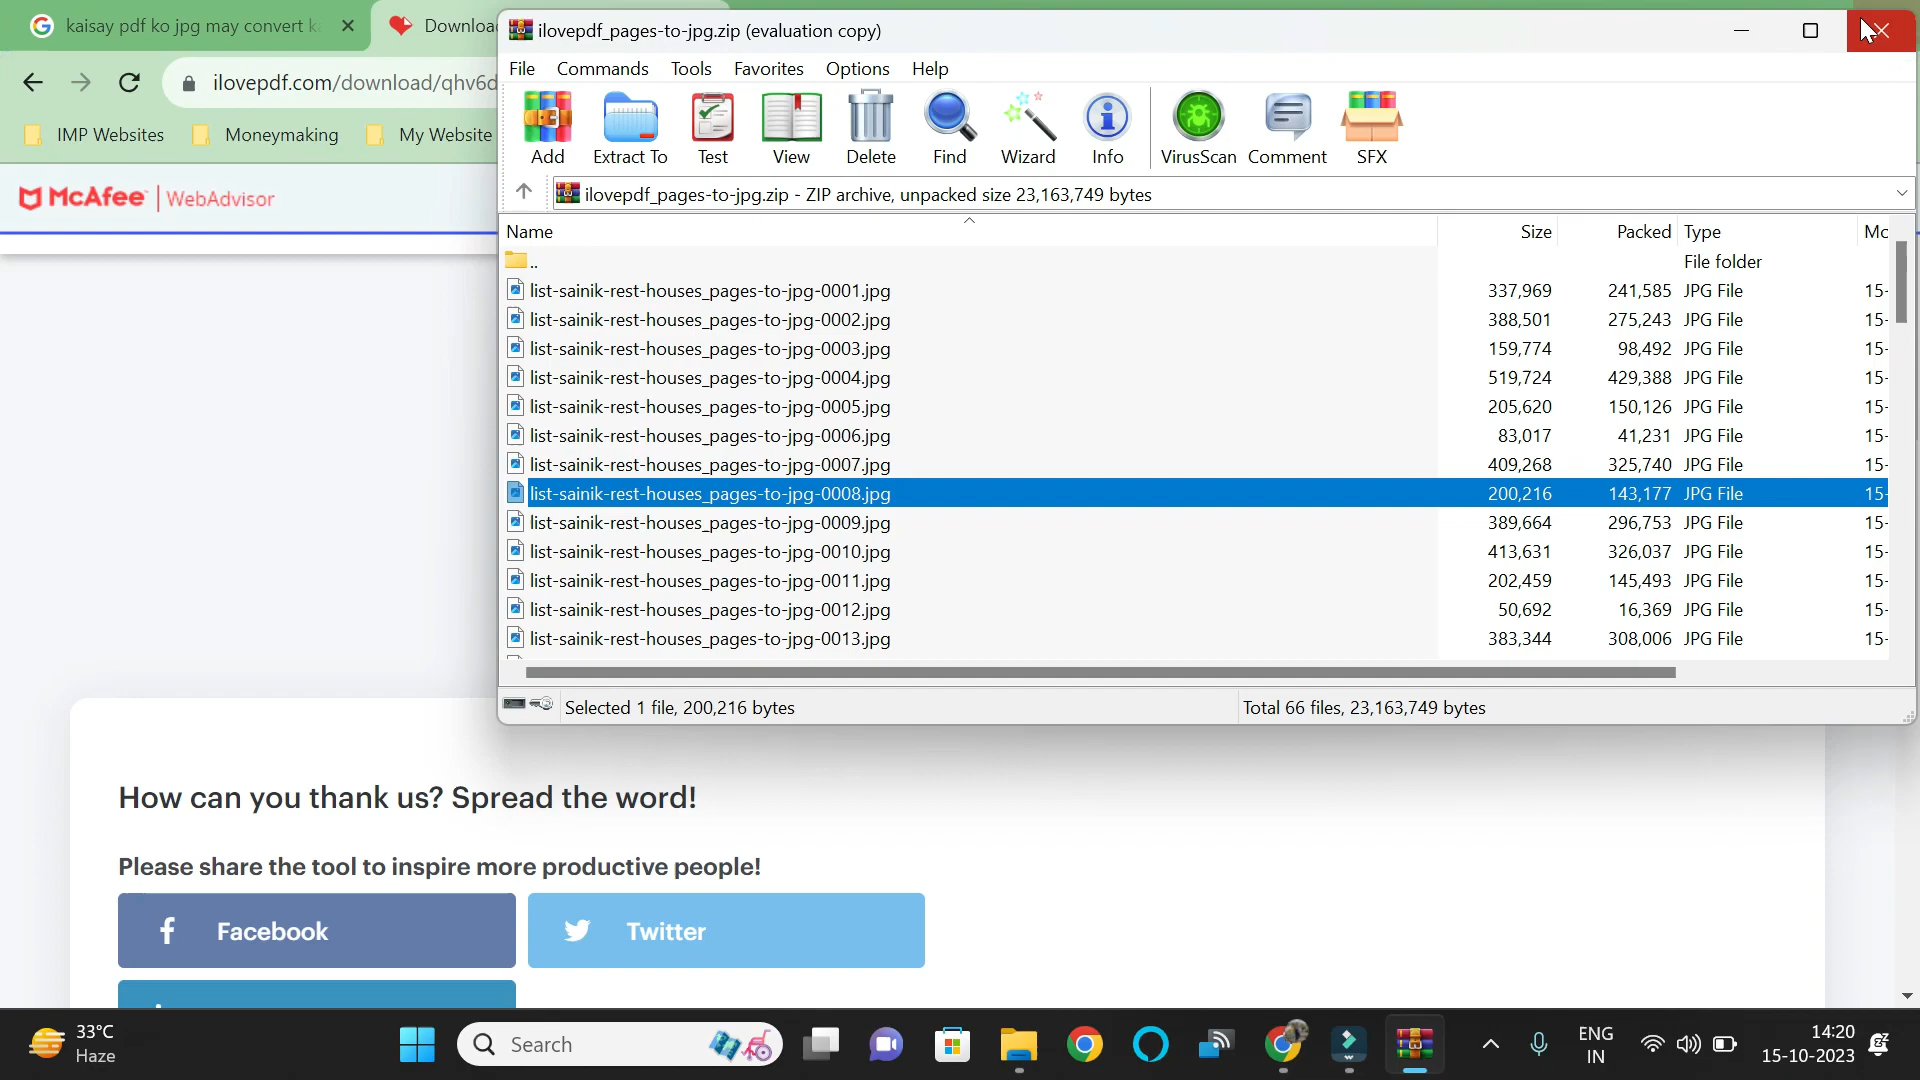 kaisay pdf ko jpg may convert k
Downloa
ilovepdf.com/download/qhv6d
IMP Websites
Moneymaking
My Website
McAfee | WebAdvisor
ilovepdf_pages-to-jpg.zip (evaluation copy)
File Commands Tools Favorites Options Help
Add Extract To Test View Delete Find Wizard Info VirusScan Comment SFX
ilovepdf_pages-to-jpg.zip - ZIP archive, unpacked size 23,163,749 bytes
Name Size Packed Type Mo
.. File folder
list-sainik-rest-houses_pages-to-jpg-0001.jpg 337,969 241,585 JPG File 15-
list-sainik-rest-houses_pages-to-jpg-0002.jpg 388,501 275,243 JPG File 15-
list-sainik-rest-houses_pages-to-jpg-0003.jpg 159,774 98,492 JPG File 15-
list-sainik-rest-houses_pages-to-jpg-0004.jpg 519,724 429,388 JPG File 15-
list-sainik-rest-houses_pages-to-jpg-0005.jpg 205,620 150,126 JPG File 15-
list-sainik-rest-houses_pages-to-jpg-0006.jpg 83,017 41,231 JPG File 15-
list-sainik-rest-houses_pages-to-jpg-0007.jpg 409,268 325,740 JPG File 15-
list-sainik-rest-houses_pages-to-jpg-0008.jpg 200,216 143,177 JPG File 15-
list-sainik-rest-houses_pages-to-jpg-0009.jpg 389,664 296,753 JPG File 15-
list-sainik-rest-houses_pages-to-jpg-0010.jpg 413,631 326,037 JPG File 15-
list-sainik-rest-houses_pages-to-jpg-0011.jpg 202,459 145,493 JPG File 15-
list-sainik-rest-houses_pages-to-jpg-0012.jpg 50,692 16,369 JPG File 15-
list-sainik-rest-houses_pages-to-jpg-0013.jpg 383,344 308,006 JPG File 15-
Selected 1 file, 200,216 bytes
Total 66 files, 23,163,749 bytes
How can you thank us? Spread the word!
Please share the tool to inspire more productive people!
Facebook
Twitter
33°C
Haze
Search
ENG
IN
14:20
15-10-2023